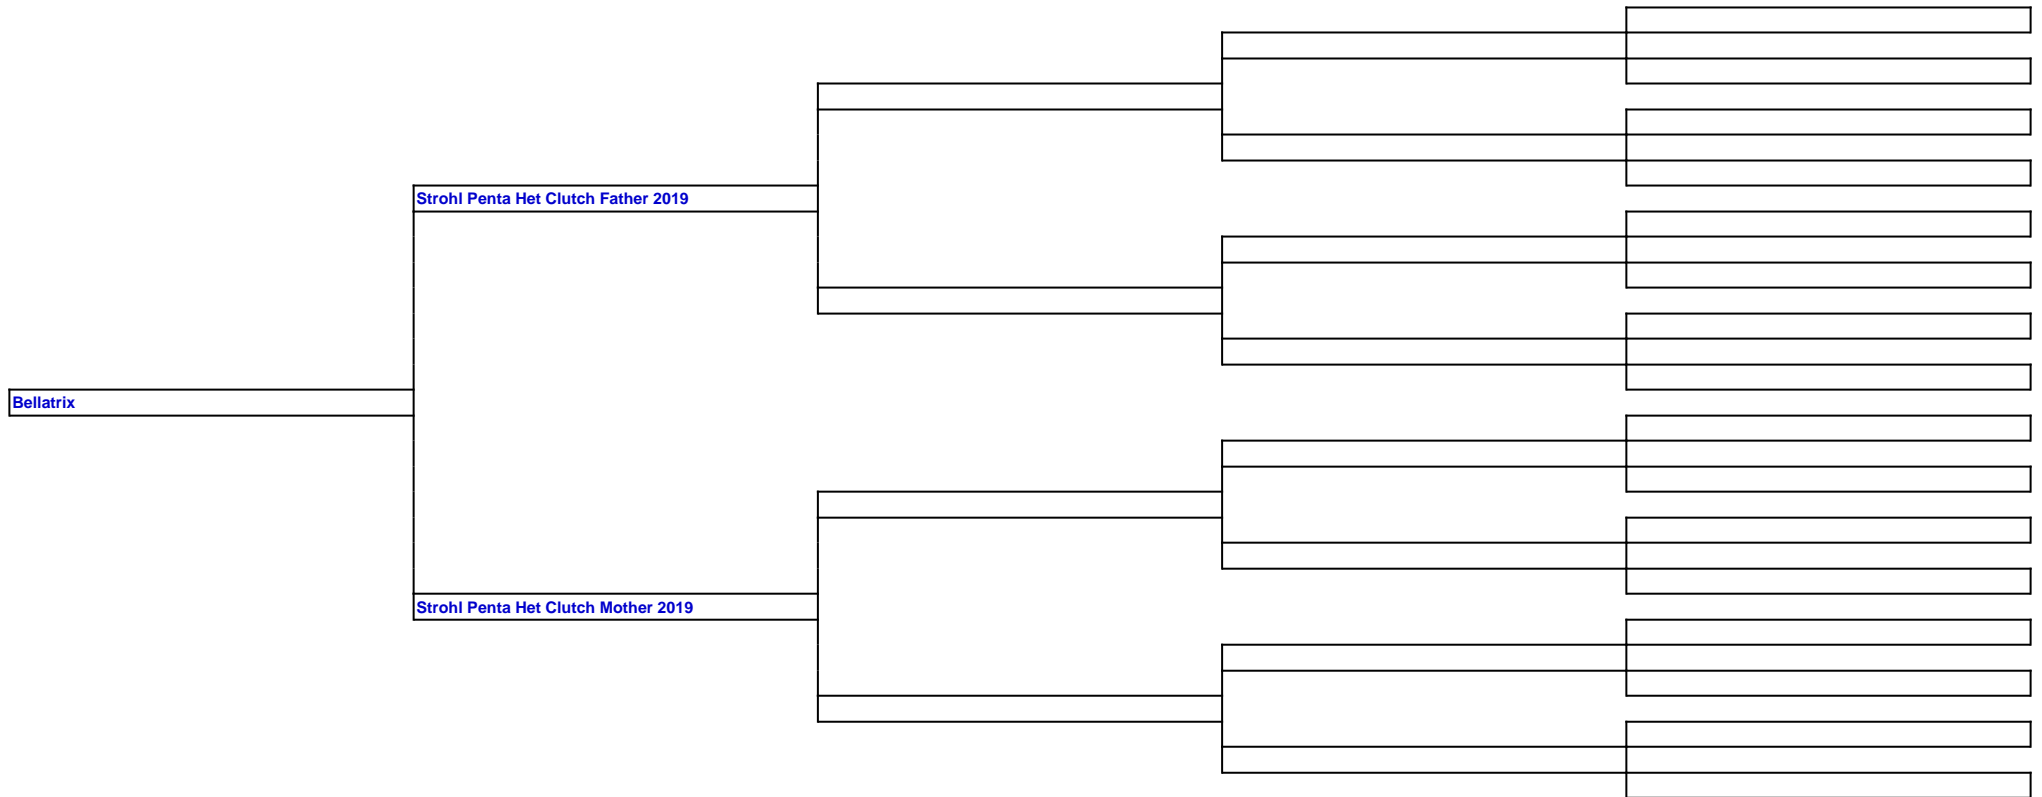 Strohl Penta Het Clutch Father 2019
Bellatrix
Strohl Penta Het Clutch Mother 2019